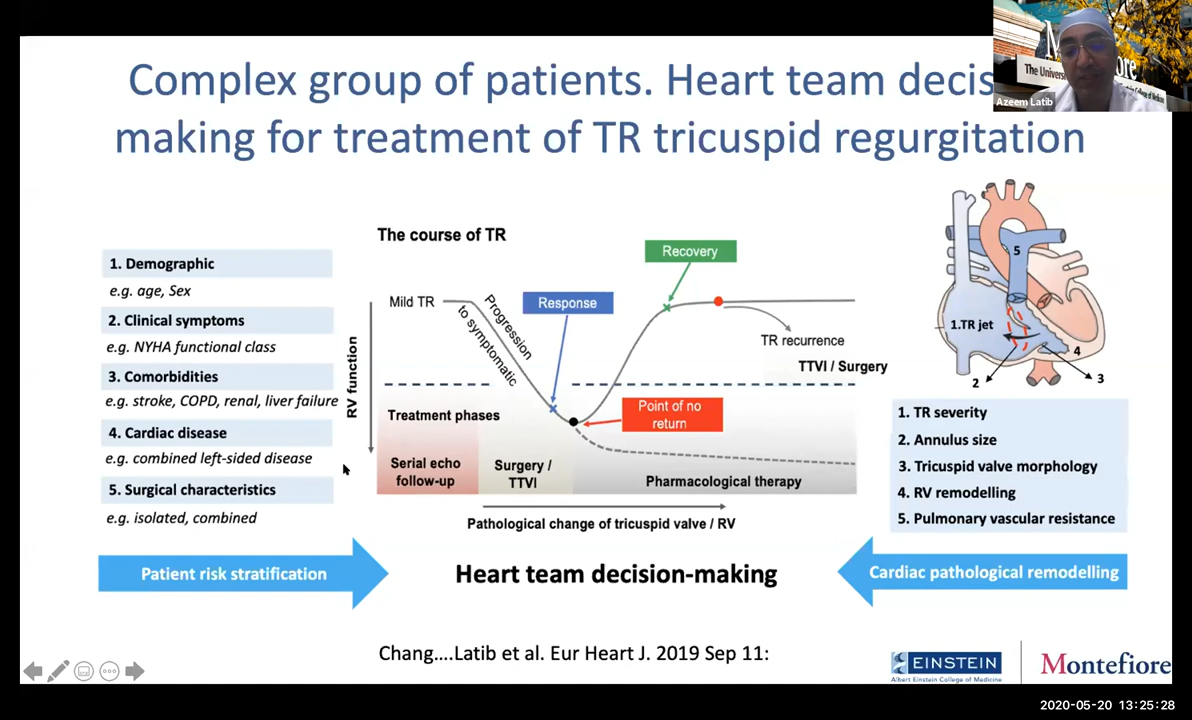 Complex group of patients. Heart team decis
making for treatment of TR tricuspid regurgitation
Azeem Latib
The course of TR
1. Demographic
e.g. age, Sex
2. Clinical symptoms
e.g. NYHA functional class
3. Comorbidities
e.g. stroke, COPD, renal, liver failure
4. Cardiac disease
e.g. combined left-sided disease
5. Surgical characteristics
e.g. isolated, combined
Patient risk stratification
RV function
Mild TR
Progression
to symptomatic
Response
Recovery
TR recurrence
TTVI / Surgery
Point of no
return
Treatment phases
Serial echo
follow-up
Surgery /
TTVI
Pharmacological therapy
Pathological change of tricuspid valve / RV
Heart team decision-making
5
1.TR jet
4
2
3
1. TR severity
2. Annulus size
3. Tricuspid valve morphology
4. RV remodelling
5. Pulmonary vascular resistance
Cardiac pathological remodelling
Chang....Latib et al. Eur Heart J. 2019 Sep 11:
EINSTEIN
Albert Einstein College of Medicine
Montefiore
2020-05-20 13:25:28